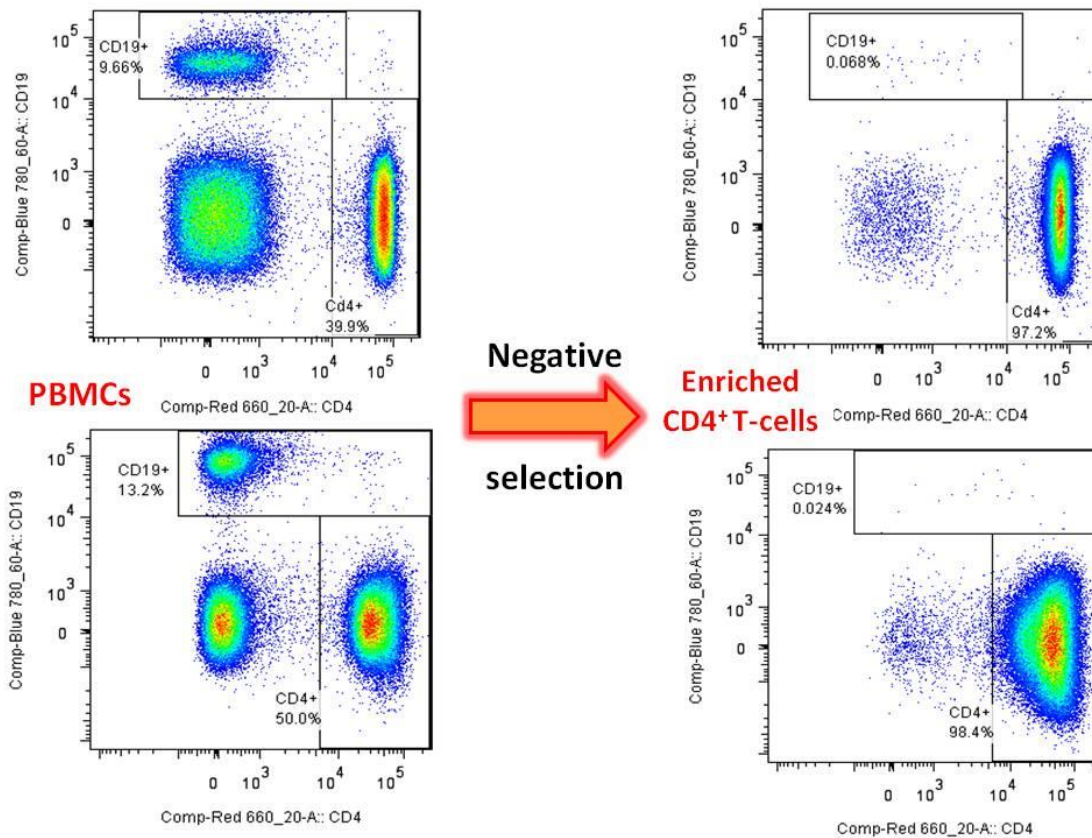 10^5
CD19+
9.66%
10^4
10^3
0
Comp-Blue 780_60-A:: CD19
Cd4+
39.9%
0 10^3 10^4 10^5
Comp-Red 660_20-A:: CD4
10^5
CD19+
0.068%
10^4
10^3
0
Comp-Blue 780_60-A:: CD19
Cd4+
97.2%
0 10^3 10^4 10^5
Comp-Red 660_20-A:: CD4
PBMCs
Negative
selection
Enriched
CD4+ T-cells
10^5
CD19+
13.2%
10^4
10^3
0
Comp-Blue 780_60-A:: CD19
CD4+
50.0%
0 10^3 10^4 10^5
Comp-Red 660_20-A:: CD4
10^5
CD19+
0.024%
10^4
10^3
0
Comp-Blue 780_60-A:: CD19
CD4+
98.4%
0 10^3 10^4 10^5
Comp-Red 660_20-A:: CD4